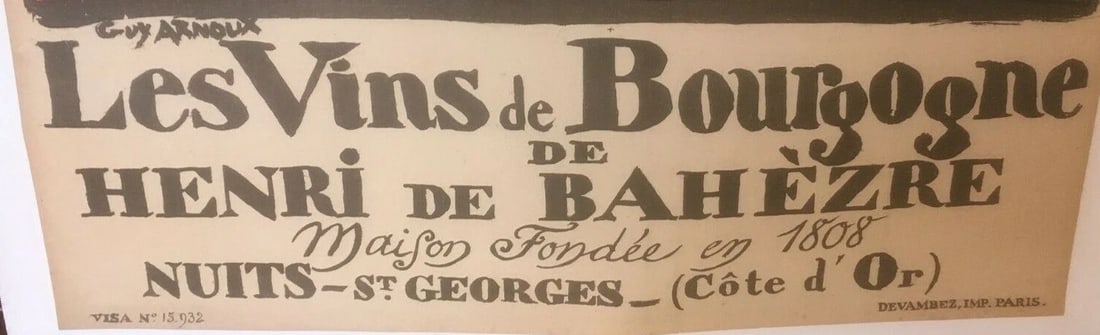 GUY ARNOUX
Les Vins de Bourgogne
DE
HENRi DE BAHÈZRE
Maison Fondée en 1808
NUITS-ST GEORGES-(Côte d'Or)
DEVAMBEZ, IMP. PARIS.
VISA No 15.932